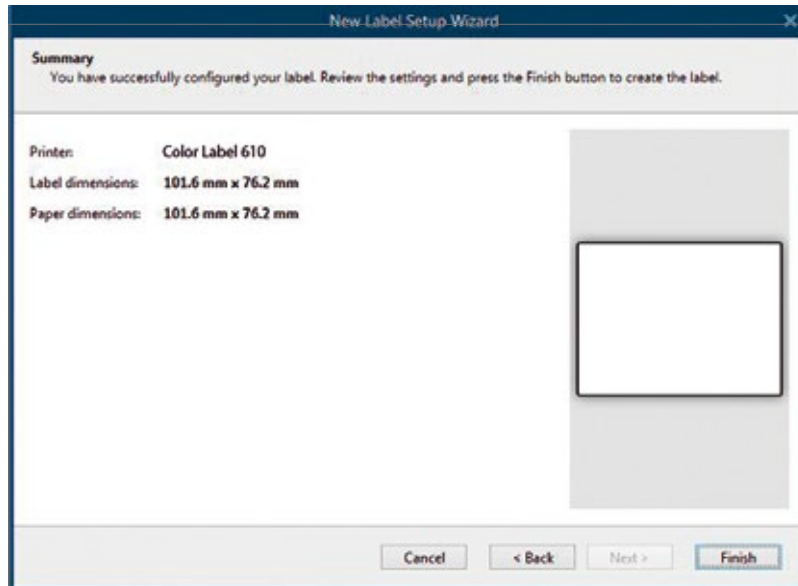 New Label Setup Wizard
Summary
You have successfully configured your label. Review the settings and press the Finish button to create the label.
Printer: Color Label 610
Label dimensions: 101.6 mm x 76.2 mm
Paper dimensions: 101.6 mm x 76.2 mm
Cancel < Back Next > Finish